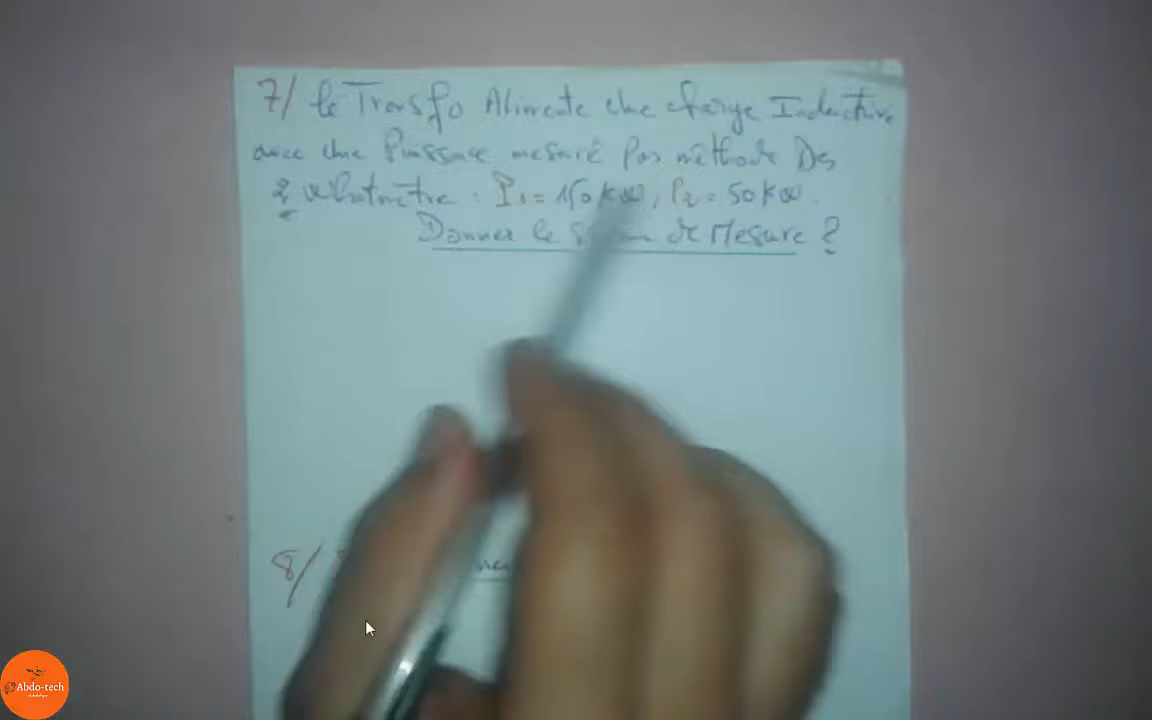 7/ le Transfo Alimente une charge Inductive
avec une Puissance mesuré Par méthode Des
2 wattmètre : P1 = 150 KW, P2 = 50 KW.
Donner le de Mesure ?
8/
Abdo-tech